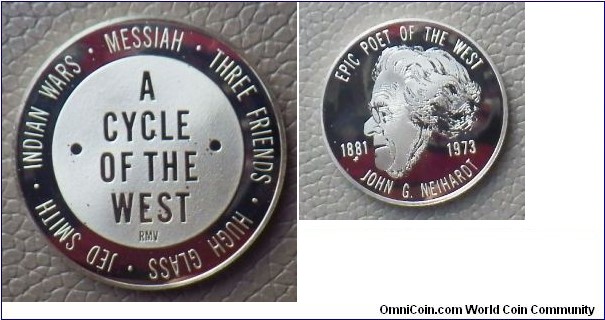 MESSIAH · THREE FRIENDS · HUGH GLASS · JED SMITH · INDIAN WARS ·
A
CYCLE
OF THE
WEST
RMV
EPIC POET OF THE WEST
1881 1973
JOHN G. NEIHARDT
OmniCoin.com World Coin Community